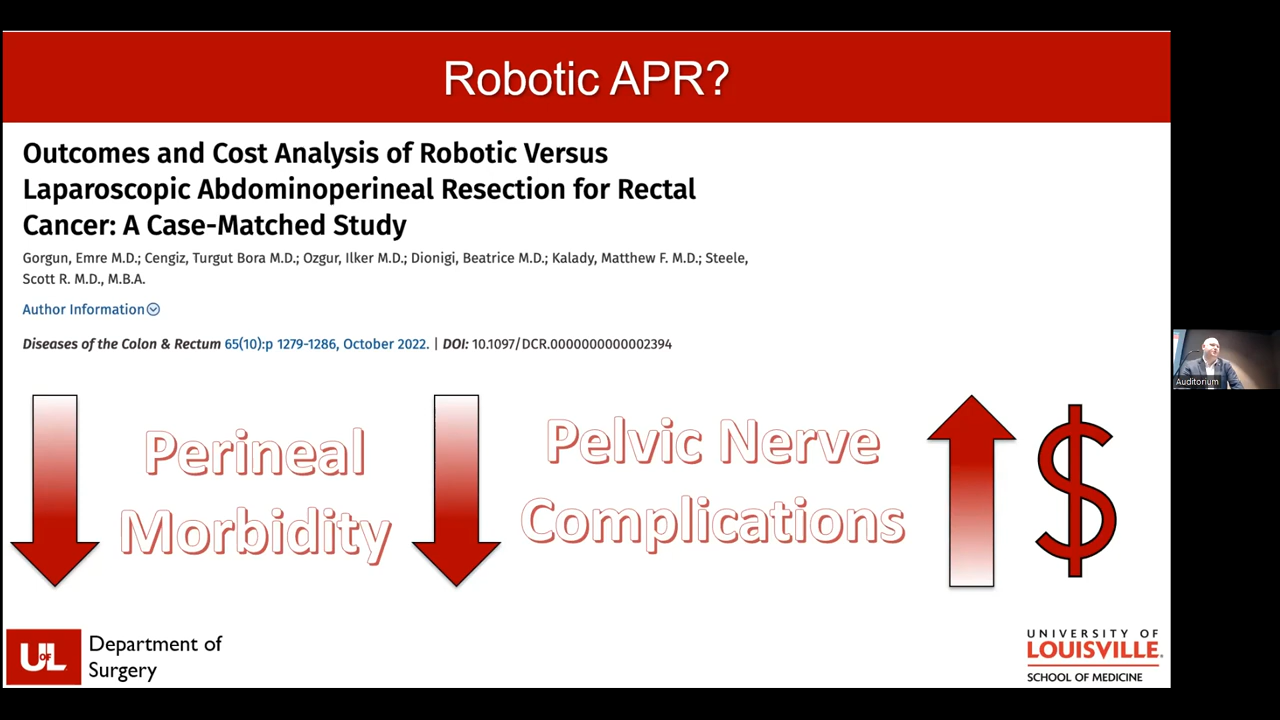 Robotic APR?
Outcomes and Cost Analysis of Robotic Versus
Laparoscopic Abdominoperineal Resection for Rectal
Cancer: A Case-Matched Study
Gorgun, Emre M.D.; Cengiz, Turgut Bora M.D.; Ozgur, Ilker M.D.; Dionigi, Beatrice M.D.; Kalady, Matthew F. M.D.; Steele,
Scott R. M.D., M.B.A.
Author Information
Diseases of the Colon & Rectum 65(10):p 1279-1286, October 2022. | DOI: 10.1097/DCR.0000000000002394
Perineal
Morbidity
Pelvic Nerve
Complications
$
Auditorium
UofL
Department of
Surgery
UNIVERSITY OF
LOUISVILLE.
SCHOOL OF MEDICINE